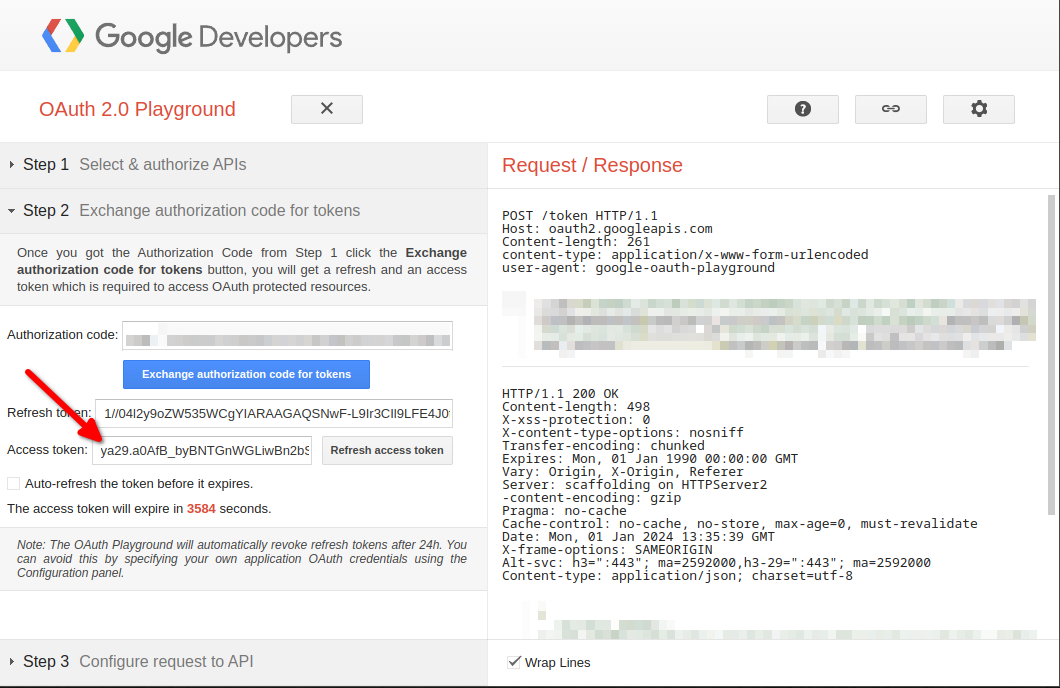 Google Developers
OAuth 2.0 Playground
Step 1 Select & authorize APIs
Step 2 Exchange authorization code for tokens
Once you got the Authorization Code from Step 1 click the Exchange
authorization code for tokens button, you will get a refresh and an access
token which is required to access OAuth protected resources.
Authorization code:
Exchange authorization code for tokens
Refresh token:
Access token:
Refresh access token
Auto-refresh the token before it expires.
The access token will expire in 3584 seconds.
Note: The OAuth Playground will automatically revoke refresh tokens after 24h. You
can avoid this by specifying your own application OAuth credentials using the
Configuration panel.
Step 3 Configure request to API
Request / Response
POST /token HTTP/1.1
Host: oauth2.googleapis.com
Content-length: 261
content-type: application/x-www-form-urlencoded
user-agent: google-oauth-playground
HTTP/1.1 200 OK
Content-length: 498
X-xss-protection: 0
X-content-type-options: nosniff
Transfer-encoding: chunked
Expires: Mon, 01 Jan 1990 00:00:00 GMT
Vary: Origin, X-Origin, Referer
Server: scaffolding on HTTPServer2
-content-encoding: gzip
Pragma: no-cache
Cache-control: no-cache, no-store, max-age=0, must-revalidate
Date: Mon, 01 Jan 2024 13:35:39 GMT
X-frame-options: SAMEORIGIN
Alt-svc: h3=":443"; ma=2592000,h3-29=":443"; ma=2592000
Content-type: application/json; charset=utf-8
Wrap Lines